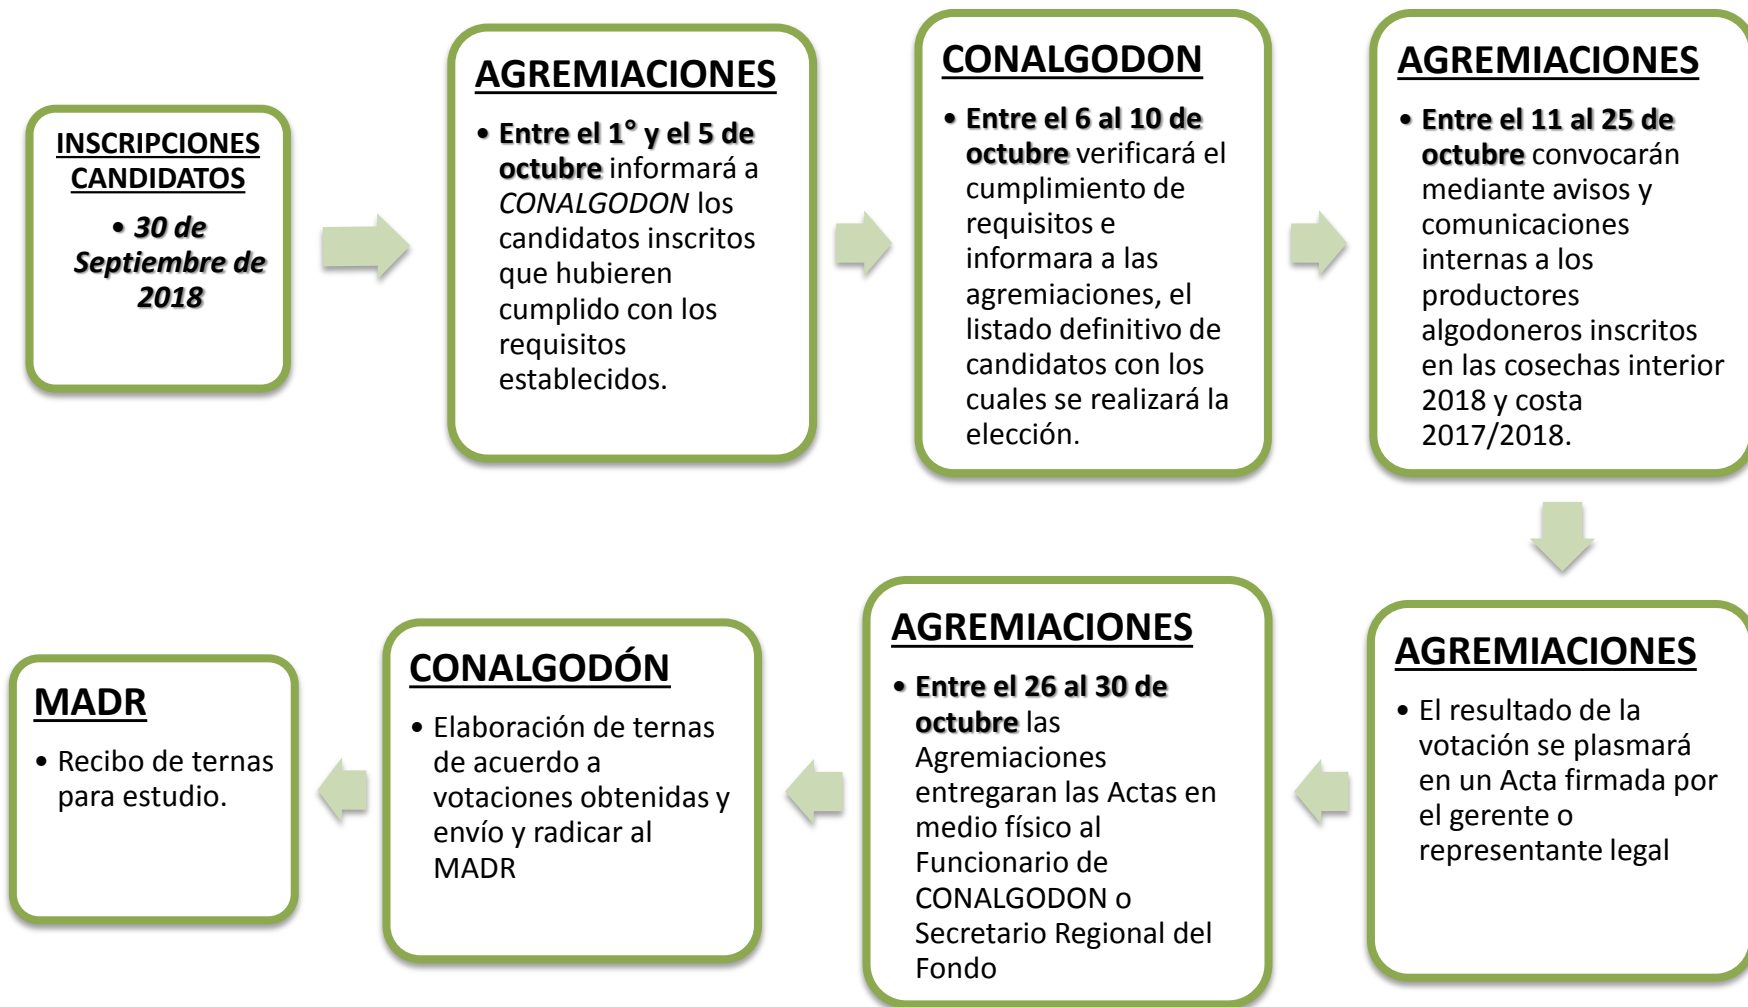 INSCRIPCIONES
CANDIDATOS
• 30 de
Septiembre de
2018
AGREMIACIONES
• Entre el 1° y el 5 de
octubre informará a
CONALGODON los
candidatos inscritos
que hubieren
cumplido con los
requisitos
establecidos.
CONALGODON
• Entre el 6 al 10 de
octubre verificará el
cumplimiento de
requisitos e
informara a las
agremiaciones, el
listado definitivo de
candidatos con los
cuales se realizará la
elección.
AGREMIACIONES
• Entre el 11 al 25 de
octubre convocarán
mediante avisos y
comunicaciones
internas a los
productores
algodoneros inscritos
en las cosechas interior
2018 y costa
2017/2018.
AGREMIACIONES
• El resultado de la
votación se plasmará
en un Acta firmada por
el gerente o
representante legal
AGREMIACIONES
• Entre el 26 al 30 de
octubre las
Agremiaciones
entregaran las Actas en
medio físico al
Funcionario de
CONALGODON o
Secretario Regional del
Fondo
CONALGODÓN
• Elaboración de ternas
de acuerdo a
votaciones obtenidas y
envío y radicar al
MADR
MADR
• Recibo de ternas
para estudio.